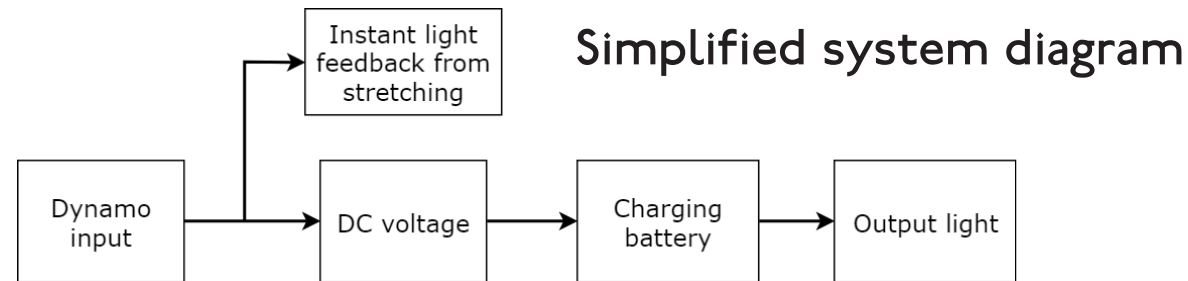 Simplified system diagram
Instant light
feedback from
stretching
Dynamo
input
DC voltage
Charging
battery
Output light